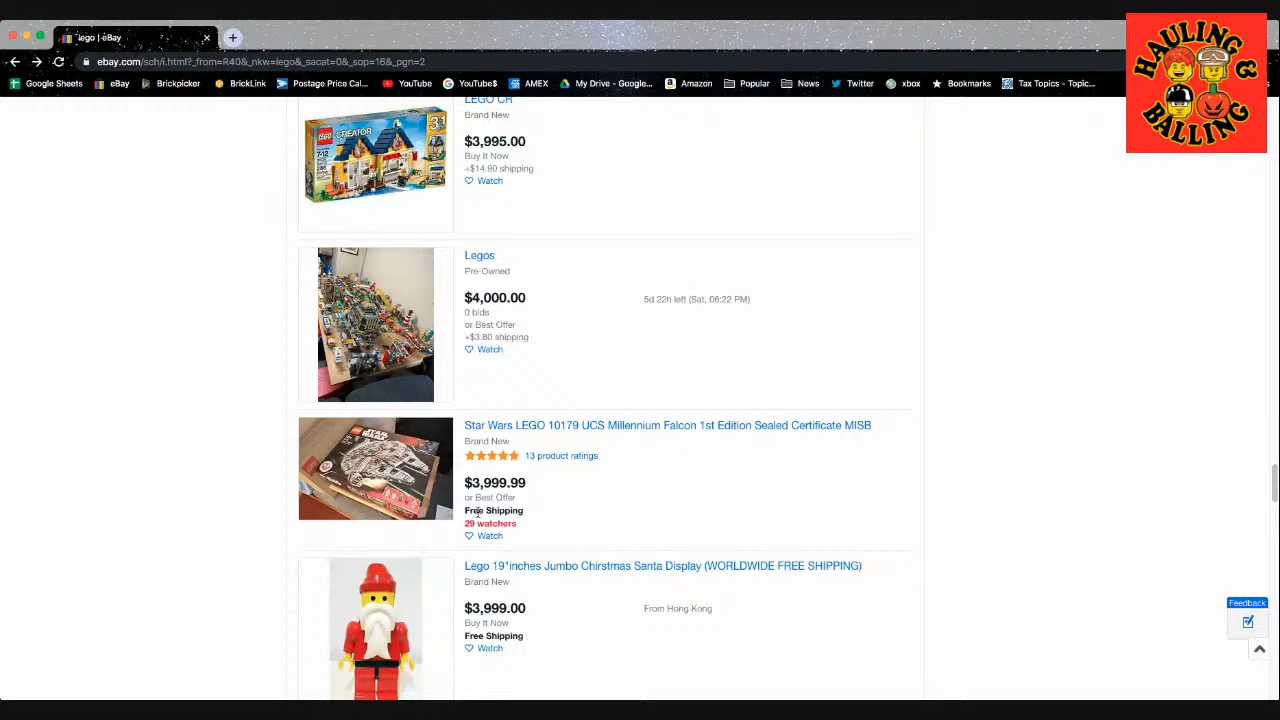 lego | eBay
ebay.com/sch/i.html?_from=R40&_nkw=lego&_sacat=0&_sop=16&_pgn=2
Google Sheets eBay Brickpicker BrickLink Postage Price Cal... YouTube YouTube$ AMEX My Drive - Google... Amazon Popular News Twitter xbox Bookmarks Tax Topics - Topic...
HAULING
BALLING
LEGO CR
Brand New
$3,995.00
Buy It Now
+$14.90 shipping
Watch
LEGO CREATOR
3in1
7-12
Legos
Pre-Owned
$4,000.00
5d 22h left (Sat, 06:22 PM)
0 bids
or Best Offer
+$3.80 shipping
Watch
Star Wars LEGO 10179 UCS Millennium Falcon 1st Edition Sealed Certificate MISB
Brand New
13 product ratings
$3,999.99
or Best Offer
Free Shipping
29 watchers
Watch
Lego 19"inches Jumbo Chirstmas Santa Display (WORLDWIDE FREE SHIPPING)
Brand New
$3,999.00
From Hong Kong
Buy It Now
Free Shipping
Watch
Feedback